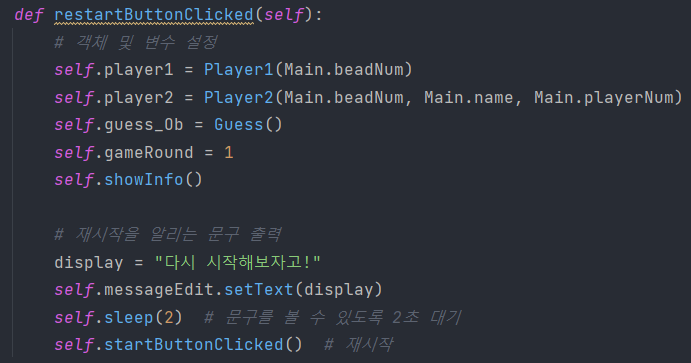 def restartButtonClicked(self):
# 객체 및 변수 설정
self.player1 = Player1(Main.beadNum)
self.player2 = Player2(Main.beadNum, Main.name, Main.playerNum)
self.guess_Ob = Guess()
self.gameRound = 1
self.showInfo()
# 재시작을 알리는 문구 출력
display = "다시 시작해보자고!"
self.messageEdit.setText(display)
self.sleep(2)  # 문구를 볼 수 있도록 2초 대기
self.startButtonClicked()  # 재시작